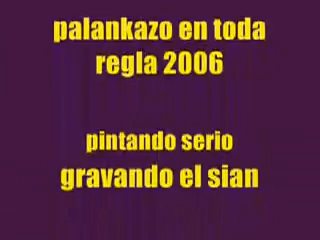 palankazo en toda
regla 2006
pintando serio
gravando el sian